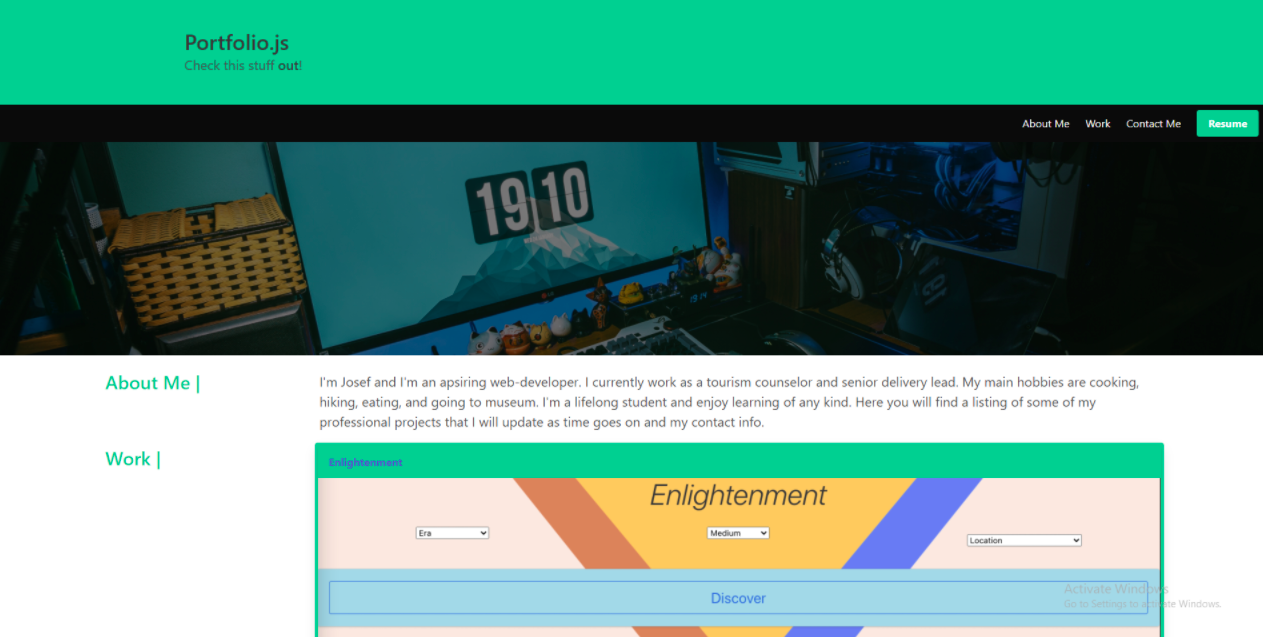 Portfolio.js
Check this stuff out!
About Me Work Contact Me Resume
19 10
19:14
About Me |
I'm Josef and I'm an apsiring web-developer. I currently work as a tourism counselor and senior delivery lead. My main hobbies are cooking,
hiking, eating, and going to museum. I'm a lifelong student and enjoy learning of any kind. Here you will find a listing of some of my
professional projects that I will update as time goes on and my contact info.
Work |
Enlightenment
Enlightenment
Era
Medium
Location
Discover
Activate Windows
Go to Settings to activate Windows.